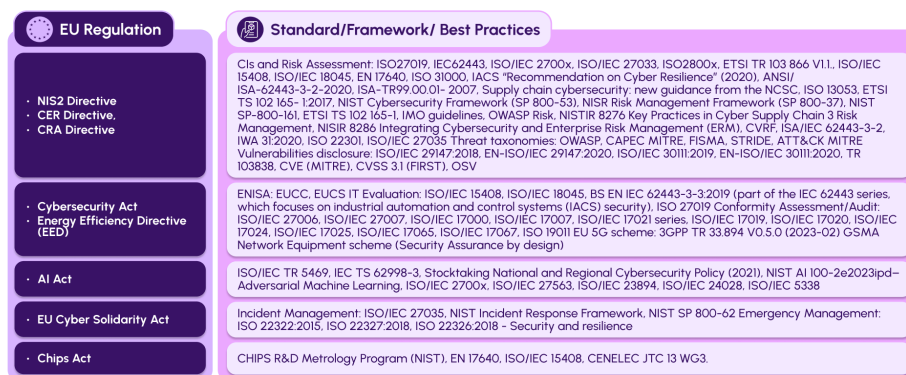 EU Regulation
Standard/Framework/ Best Practices
· NIS2 Directive
· CER Directive,
· CRA Directive
CIs and Risk Assessment: ISO27019, IEC62443, ISO/IEC 2700x, ISO/IEC 27033, ISO2800x, ETSI TR 103 866 V1.1., ISO/IEC
15408, ISO/IEC 18045, EN 17640, ISO 31000, IACS "Recommendation on Cyber Resilience" (2020), ANSI/
ISA-62443-3-2-2020, ISA-TR99.00.01- 2007, Supply chain cybersecurity: new guidance from the NCSC, ISO 13053, ETSI
TS 102 165- 1:2017, NIST Cybersecurity Framework (SP 800-53), NISR Risk Management Framework (SP 800-37), NIST
SP-800-161, ETSI TS 102 165-1, IMO guidelines, OWASP Risk, NISTIR 8276 Key Practices in Cyber Supply Chain 3 Risk
Management, NISIR 8286 Integrating Cybersecurity and Enterprise Risk Management (ERM), CVRF, ISA/IEC 62443-3-2,
IWA 31:2020, ISO 22301, ISO/IEC 27035 Threat taxonomies: OWASP, CAPEC MITRE, FISMA, STRIDE, ATT&CK MITRE
Vulnerabilities disclosure: ISO/IEC 29147:2018, EN-ISO/IEC 29147:2020, ISO/IEC 30111:2019, EN-ISO/IEC 30111:2020, TR
103838, CVE (MITRE), CVSS 3.1 (FIRST), OSV
· Cybersecurity Act
· Energy Efficiency Directive
(EED)
ENISA: EUCC, EUCS IT Evaluation: ISO/IEC 15408, ISO/IEC 18045, BS EN IEC 62443-3-3:2019 (part of the IEC 62443 series,
which focuses on industrial automation and control systems (IACS) security), ISO 27019 Conformity Assessment/Audit:
ISO/IEC 27006, ISO/IEC 27007, ISO/IEC 17000, ISO/IEC 17007, ISO/IEC 17021 series, ISO/IEC 17019, ISO/IEC 17020, ISO/IEC
17024, ISO/IEC 17025, ISO/IEC 17065, ISO/IEC 17067, ISO 19011 EU 5G scheme: 3GPP TR 33.894 V0.5.0 (2023-02) GSMA
Network Equipment scheme (Security Assurance by design)
· AI Act
ISO/IEC TR 5469, IEC TS 62998-3, Stocktaking National and Regional Cybersecurity Policy (2021), NIST AI 100-2e2023ipd–
Adversarial Machine Learning, ISO/IEC 2700x, ISO/IEC 27563, ISO/IEC 23894, ISO/IEC 24028, ISO/IEC 5338
· EU Cyber Solidarity Act
Incident Management: ISO/IEC 27035, NIST Incident Response Framework, NIST SP 800-62 Emergency Management:
ISO 22322:2015, ISO 22327:2018, ISO 22326:2018 - Security and resilience
· Chips Act
CHIPS R&D Metrology Program (NIST), EN 17640, ISO/IEC 15408, CENELEC JTC 13 WG3.